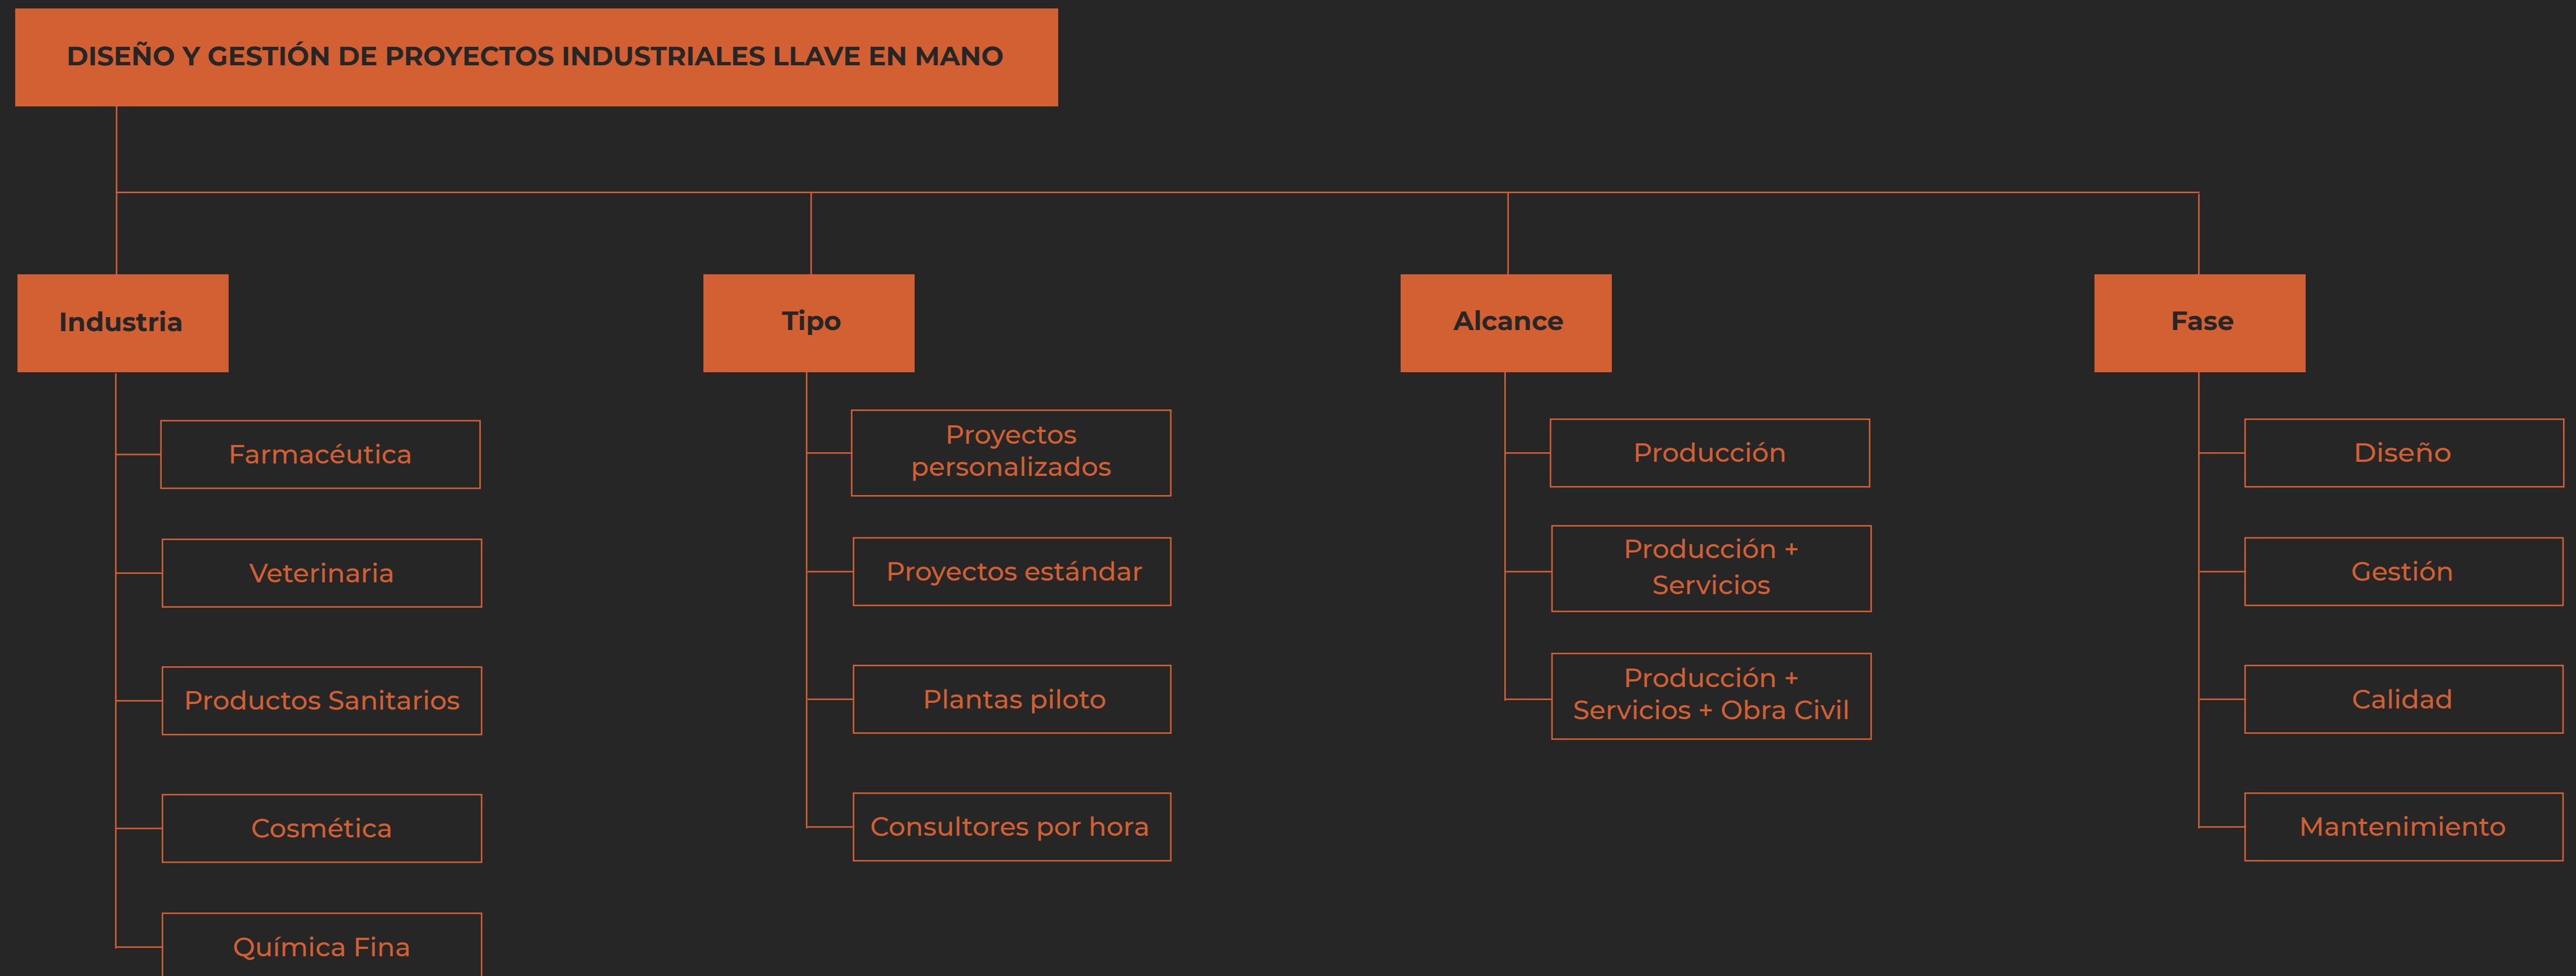 DISEÑO Y GESTIÓN DE PROYECTOS INDUSTRIALES LLAVE EN MANO
Industria
Farmacéutica
Veterinaria
Productos Sanitarios
Cosmética
Química Fina
Tipo
Proyectos
personalizados
Proyectos estándar
Plantas piloto
Consultores por hora
Alcance
Producción
Producción +
Servicios
Producción +
Servicios + Obra Civil
Fase
Diseño
Gestión
Calidad
Mantenimiento